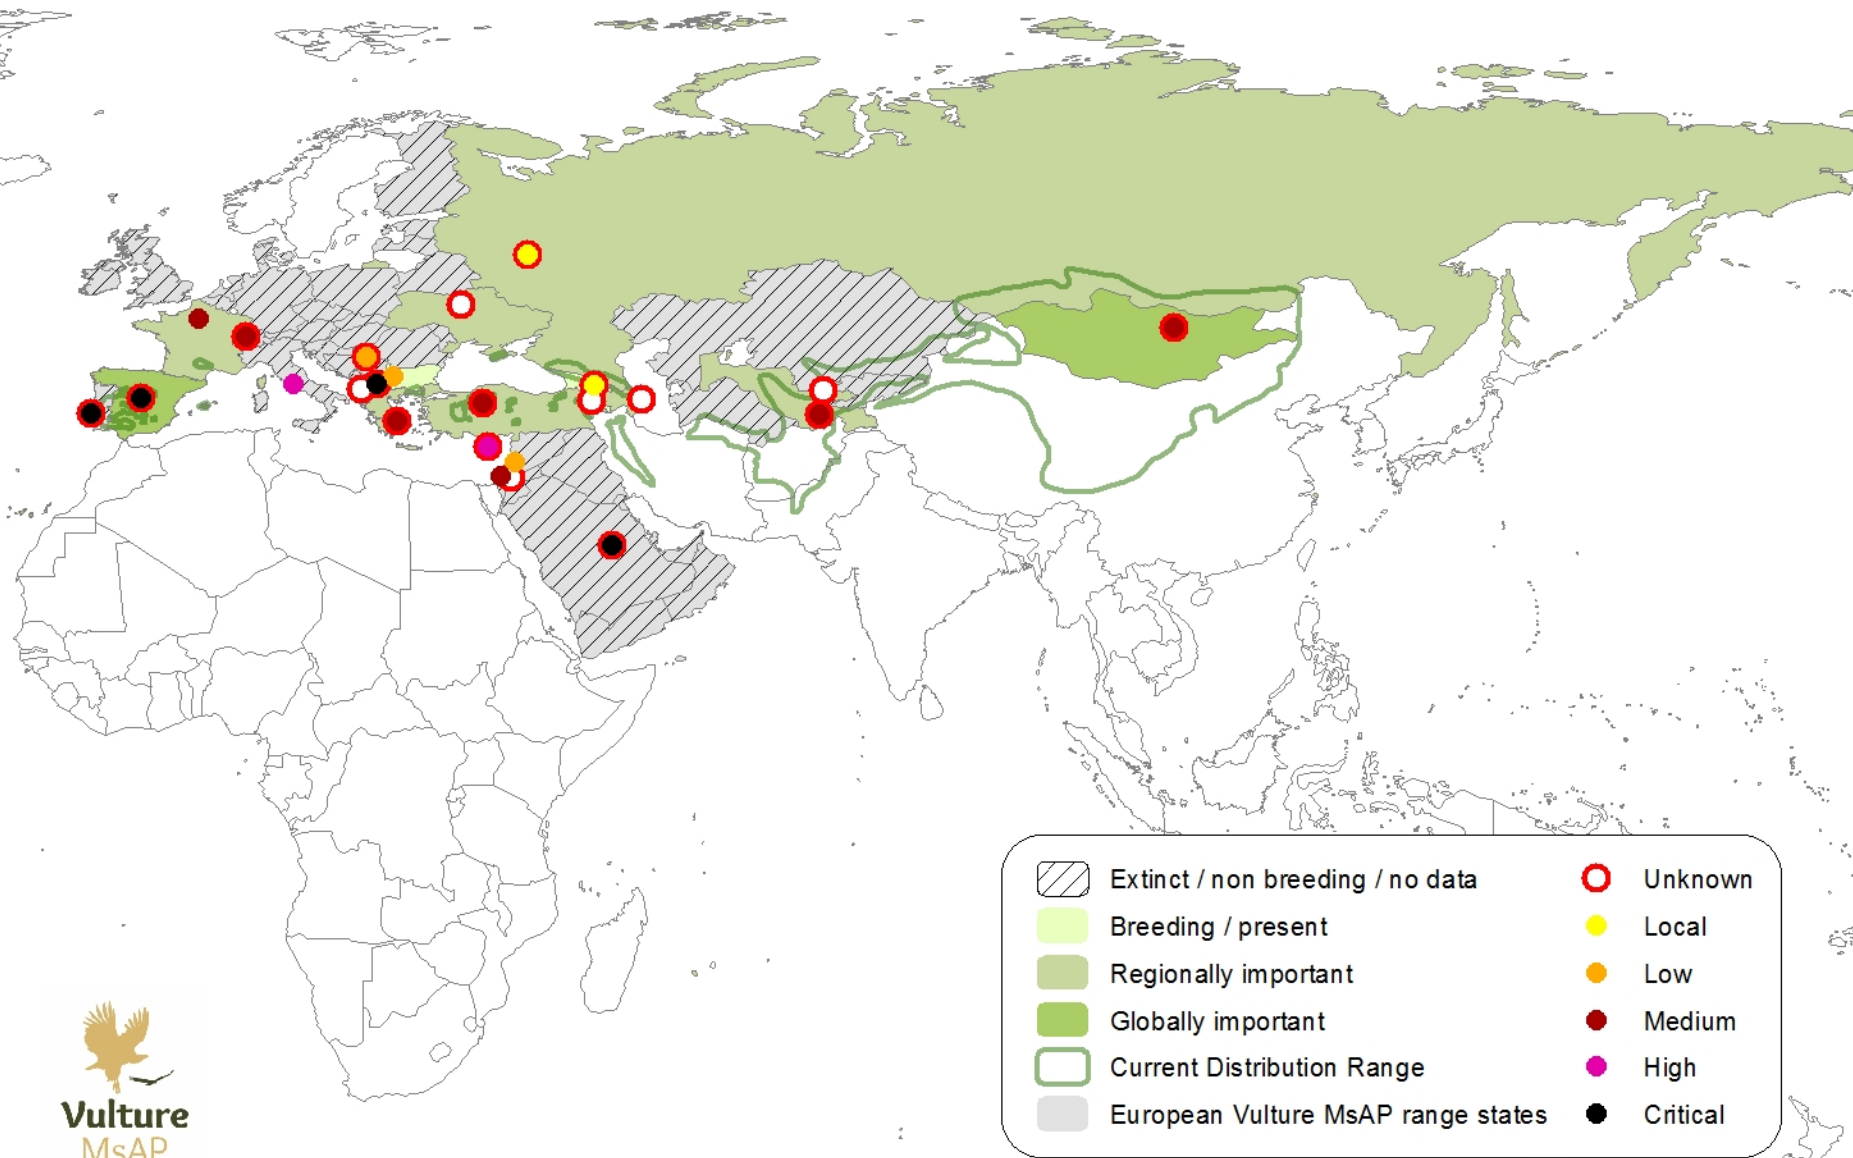 Extinct / non breeding / no data
Breeding / present
Regionally important
Globally important
Current Distribution Range
European Vulture MsAP range states
Unknown
Local
Low
Medium
High
Critical
Vulture
MsAP